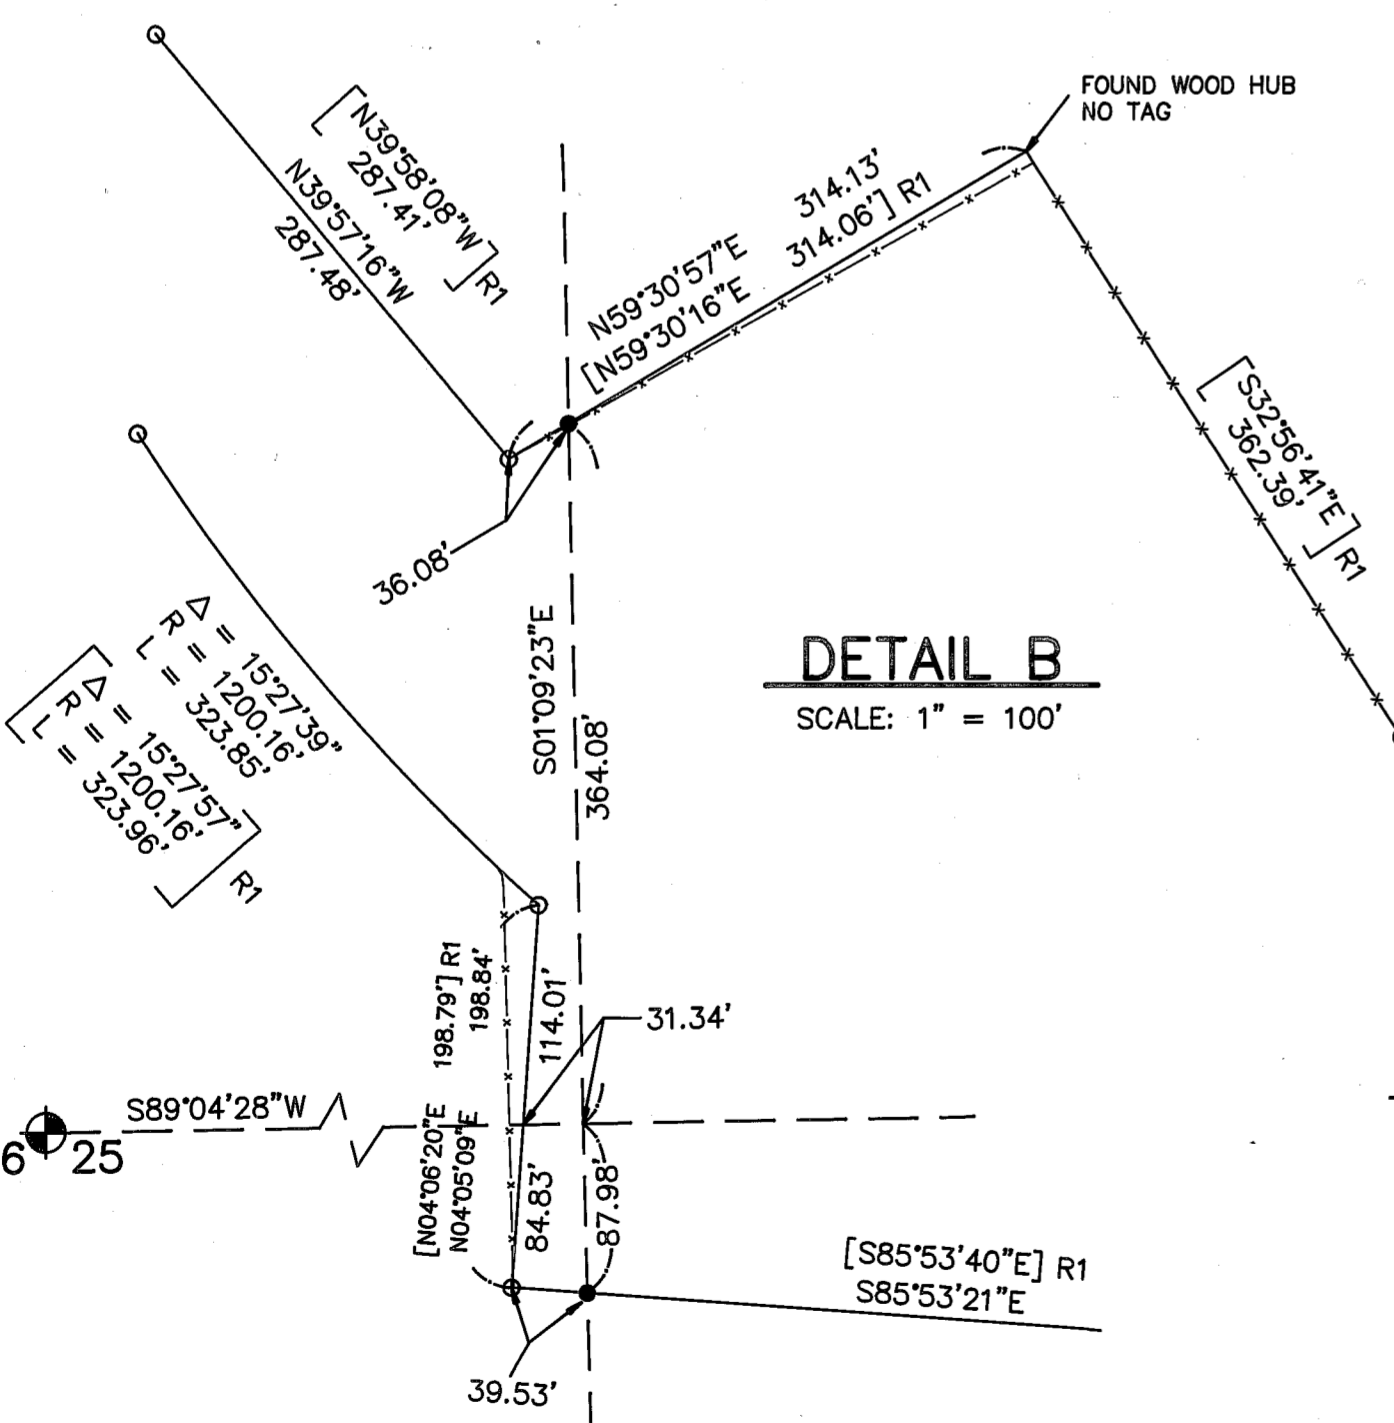 FOUND WOOD HUB
NO TAG
[N39°58'08"W
287.41']R1
N39°57'16"W
287.48'
314.13'
314.06'] R1
N59°30'57"E
[N59°30'16"E
[S32°56'41"E
362.39'] R1
36.08'
S01°09'23"E
364.08'
DETAIL B
SCALE: 1" = 100'
Δ = 15°27'39"
R = 1200.16'
L = 323.85'
[Δ = 15°27'57"
R = 1200.16'
L = 323.96'] R1
198.79'] R1
198.84'
114.01'
31.34'
S89°04'28"W
6 25
[N04°06'20"E
N04°05'09"E
84.83'
87.98'
[S85°53'40"E] R1
S85°53'21"E
39.53'